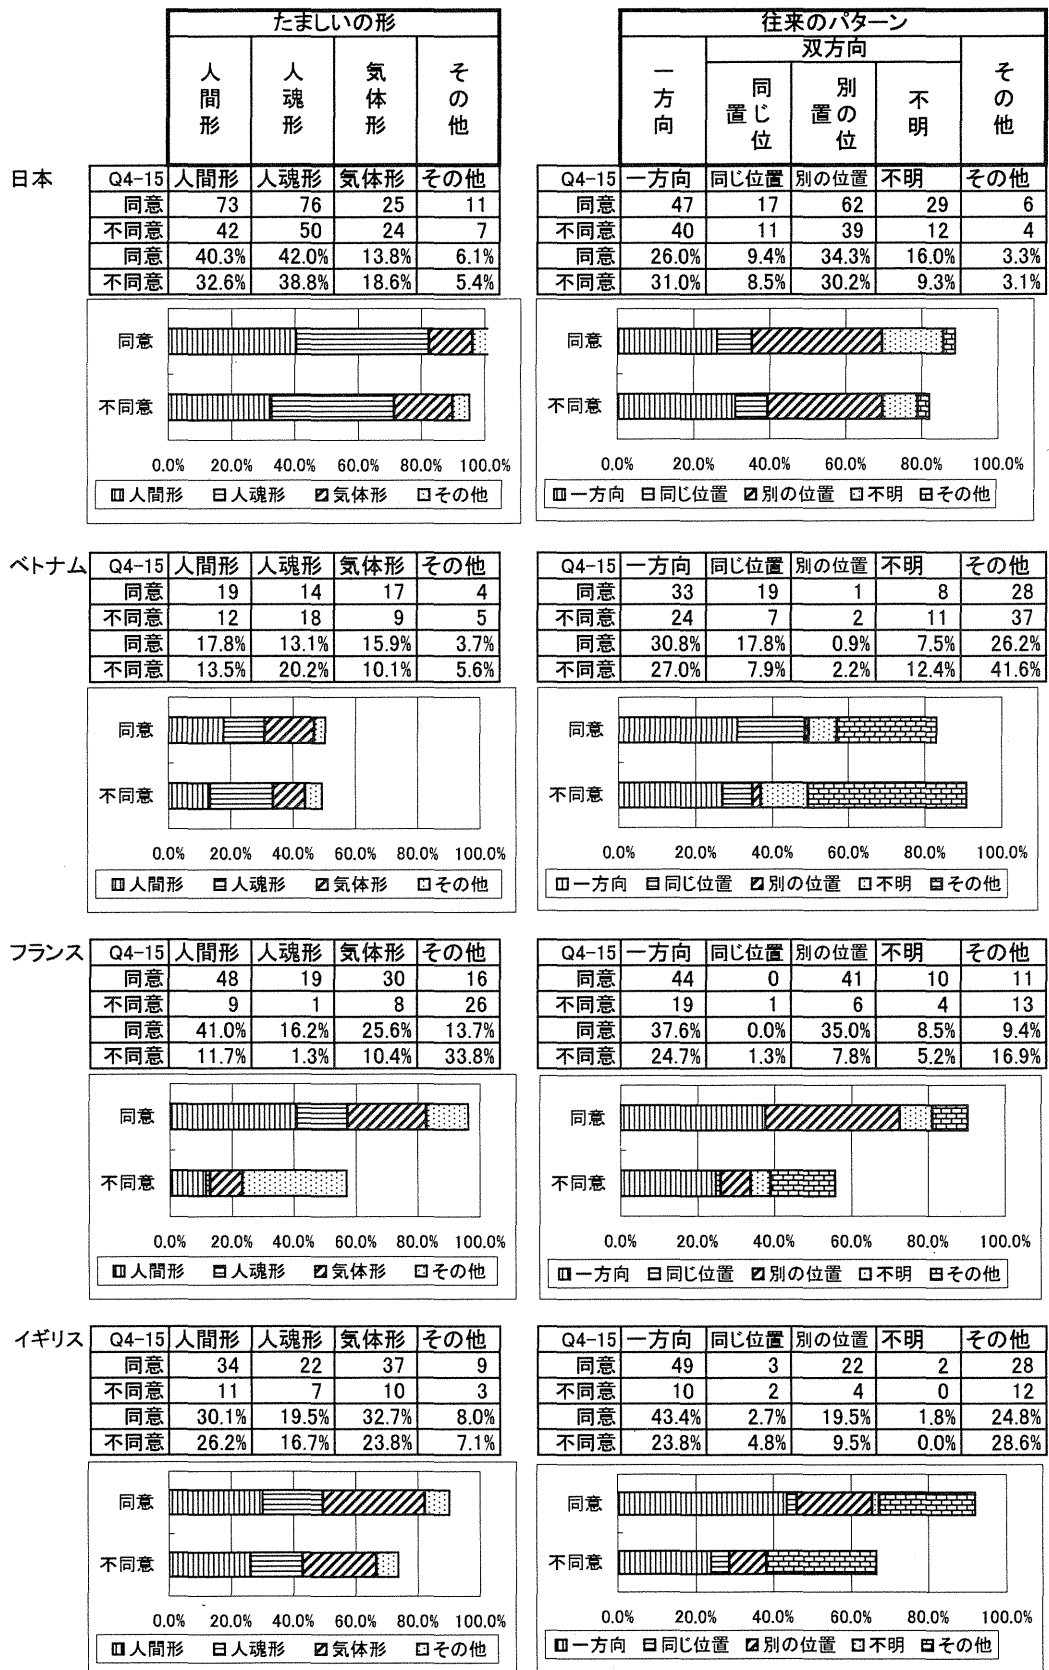 たましいの形 往来のパターン
双方向
人間形 人魂形 気体形 その他 一方向 同じ位置 別の位置 不明 その他
日本 Q4-15 人間形 人魂形 気体形 その他 Q4-15 一方向 同じ位置 別の位置 不明 その他
同意 73 76 25 11 同意 47 17 62 29 6
不同意 42 50 24 7 不同意 40 11 39 12 4
同意 40.3% 42.0% 13.8% 6.1% 同意 26.0% 9.4% 34.3% 16.0% 3.3%
不同意 32.6% 38.8% 18.6% 5.4% 不同意 31.0% 8.5% 30.2% 9.3% 3.1%
同意 同意
不同意 不同意
0.0% 20.0% 40.0% 60.0% 80.0% 100.0% 0.0% 20.0% 40.0% 60.0% 80.0% 100.0%
人間形 人魂形 気体形 その他 一方向 同じ位置 別の位置 不明 その他
ベトナム Q4-15 人間形 人魂形 気体形 その他 Q4-15 一方向 同じ位置 別の位置 不明 その他
同意 19 14 17 4 同意 33 19 1 8 28
不同意 12 18 9 5 不同意 24 7 2 11 37
同意 17.8% 13.1% 15.9% 3.7% 同意 30.8% 17.8% 0.9% 7.5% 26.2%
不同意 13.5% 20.2% 10.1% 5.6% 不同意 27.0% 7.9% 2.2% 12.4% 41.6%
同意 同意
不同意 不同意
0.0% 20.0% 40.0% 60.0% 80.0% 100.0% 0.0% 20.0% 40.0% 60.0% 80.0% 100.0%
人間形 人魂形 気体形 その他 一方向 同じ位置 別の位置 不明 その他
フランス Q4-15 人間形 人魂形 気体形 その他 Q4-15 一方向 同じ位置 別の位置 不明 その他
同意 48 19 30 16 同意 44 0 41 10 11
不同意 9 1 8 26 不同意 19 1 6 4 13
同意 41.0% 16.2% 25.6% 13.7% 同意 37.6% 0.0% 35.0% 8.5% 9.4%
不同意 11.7% 1.3% 10.4% 33.8% 不同意 24.7% 1.3% 7.8% 5.2% 16.9%
同意 同意
不同意 不同意
0.0% 20.0% 40.0% 60.0% 80.0% 100.0% 0.0% 20.0% 40.0% 60.0% 80.0% 100.0%
人間形 人魂形 気体形 その他 一方向 同じ位置 別の位置 不明 その他
イギリス Q4-15 人間形 人魂形 気体形 その他 Q4-15 一方向 同じ位置 別の位置 不明 その他
同意 34 22 37 9 同意 49 3 22 2 28
不同意 11 7 10 3 不同意 10 2 4 0 12
同意 30.1% 19.5% 32.7% 8.0% 同意 43.4% 2.7% 19.5% 1.8% 24.8%
不同意 26.2% 16.7% 23.8% 7.1% 不同意 23.8% 4.8% 9.5% 0.0% 28.6%
同意 同意
不同意 不同意
0.0% 20.0% 40.0% 60.0% 80.0% 100.0% 0.0% 20.0% 40.0% 60.0% 80.0% 100.0%
人間形 人魂形 気体形 その他 一方向 同じ位置 別の位置 不明 その他